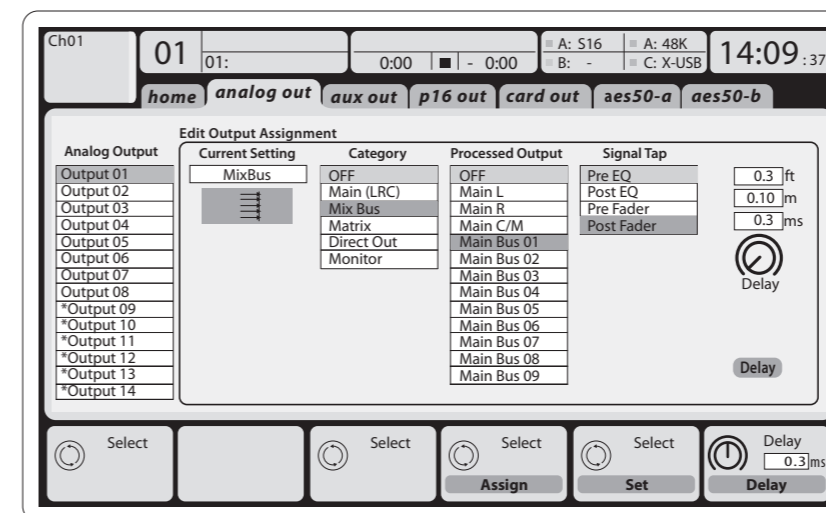 Ch01
01
01:
0:00 - 0:00
A: S16
B: -
A: 48K
C: X-USB
14:09 :37
home analog out aux out p16 out card out aes50-a aes50-b
Edit Output Assignment
Analog Output
Output 01
Output 02
Output 03
Output 04
Output 05
Output 06
Output 07
Output 08
*Output 09
*Output 10
*Output 11
*Output 12
*Output 13
*Output 14
Current Setting
MixBus
Category
OFF
Main (LRC)
Mix Bus
Matrix
Direct Out
Monitor
Processed Output
OFF
Main L
Main R
Main C/M
Main Bus 01
Main Bus 02
Main Bus 03
Main Bus 04
Main Bus 05
Main Bus 06
Main Bus 07
Main Bus 08
Main Bus 09
Signal Tap
Pre EQ
Post EQ
Pre Fader
Post Fader
0.3 ft
0.10 m
0.3 ms
Delay
Delay
Select
Select
Select
Assign
Select
Set
Delay
0.3 ms
Delay